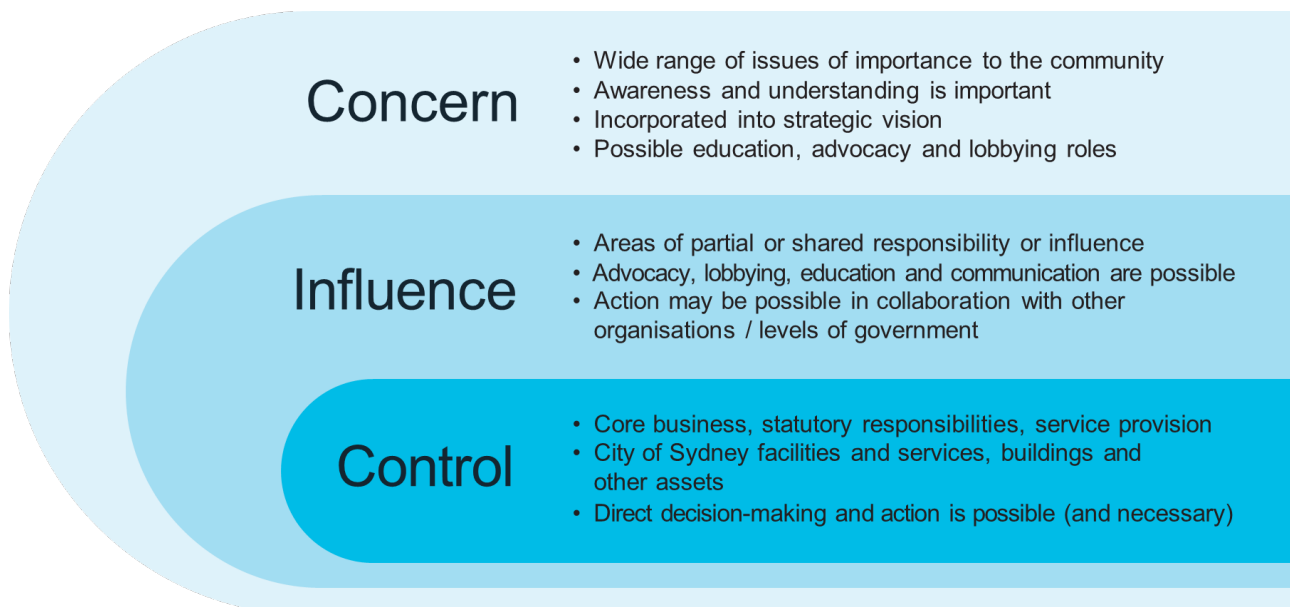 Concern
• Wide range of issues of importance to the community
• Awareness and understanding is important
• Incorporated into strategic vision
• Possible education, advocacy and lobbying roles
Influence
• Areas of partial or shared responsibility or influence
• Advocacy, lobbying, education and communication are possible
• Action may be possible in collaboration with other
organisations / levels of government
Control
• Core business, statutory responsibilities, service provision
• City of Sydney facilities and services, buildings and
other assets
• Direct decision-making and action is possible (and necessary)